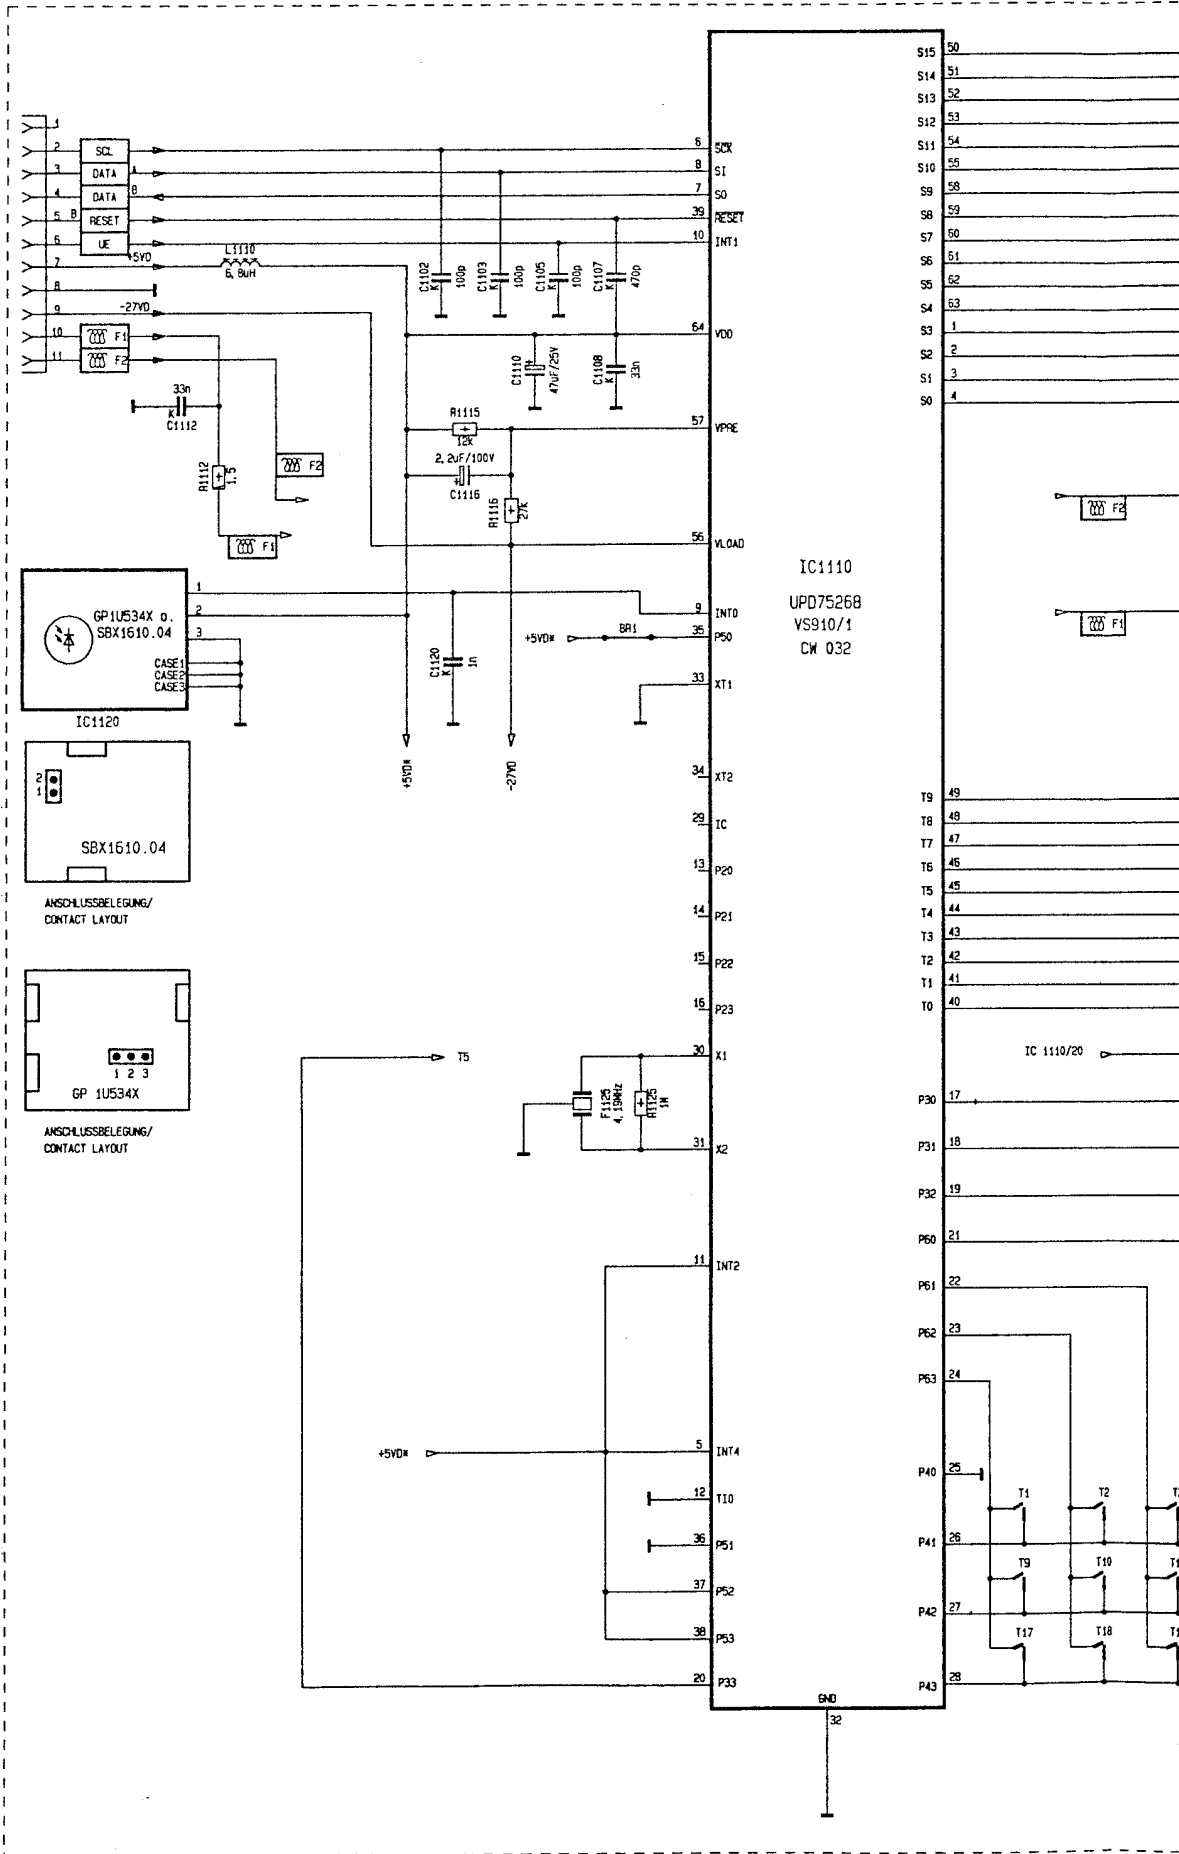 1
2 SCL
3 DATA A
4 DATA B
5 B RESET
6 UE
7 +5VD
8
9 -27VD
10 F1
11 F2
L1110
6,8uH
33n
K
C1112
R1112
1,5
F2
F1
C1102
K
100p
C1103
K
100p
C1105
K
100p
C1107
K
470p
C1110
47uF/25V
C1108
K
33n
R1115
12k
2,2uF/100V
C1116
R1116
27k
GP1U534X o.
SBX1610.04
1
2
3
CASE1
CASE2
CASE3
IC1120
C1120
K
1n
+5VD*
BR1
+5VD*
-27VD
2
1
SBX1610.04
ANSCHLUSSBELEGUNG/
CONTACT LAYOUT
1 2 3
GP 1U534X
ANSCHLUSSBELEGUNG/
CONTACT LAYOUT
T5
F1125
4,19MHz
R1125
1M
+5VD*
6 SCK
8 SI
7 SO
39 RESET
10 INT1
64 VDD
57 VPRE
56 VLOAD
9 INT0
35 P50
33 XT1
34 XT2
29 IC
13 P20
14 P21
15 P22
16 P23
30 X1
31 X2
11 INT2
5 INT4
12 TI0
36 P51
37 P52
38 P53
20 P33
IC1110
UPD75268
VS910/1
CW 032
GND
32
S15 50
S14 51
S13 52
S12 53
S11 54
S10 55
S9 58
S8 59
S7 60
S6 61
S5 62
S4 63
S3 1
S2 2
S1 3
S0 4
F2
F1
T9 49
T8 48
T7 47
T6 46
T5 45
T4 44
T3 43
T2 42
T1 41
T0 40
IC 1110/20
P30 17
P31 18
P32 19
P60 21
P61 22
P62 23
P63 24
P40 25
T1 T2
P41 26
T9 T10
P42 27
T17 T18
P43 28